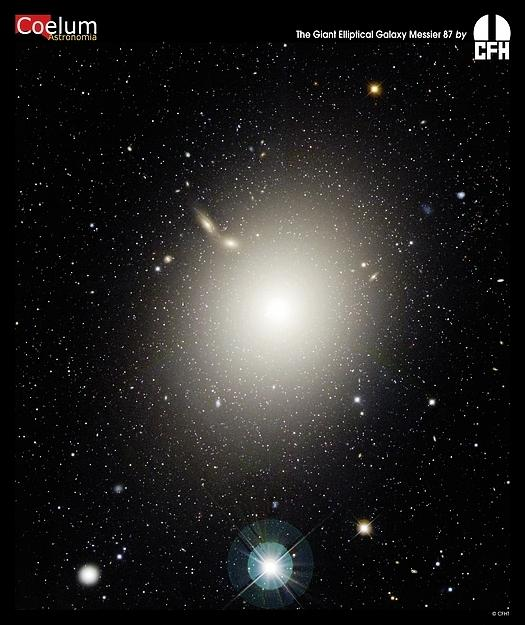 Coelum
Astronomia
The Giant Elliptical Galaxy Messier 87 by
CFH
© CFHT